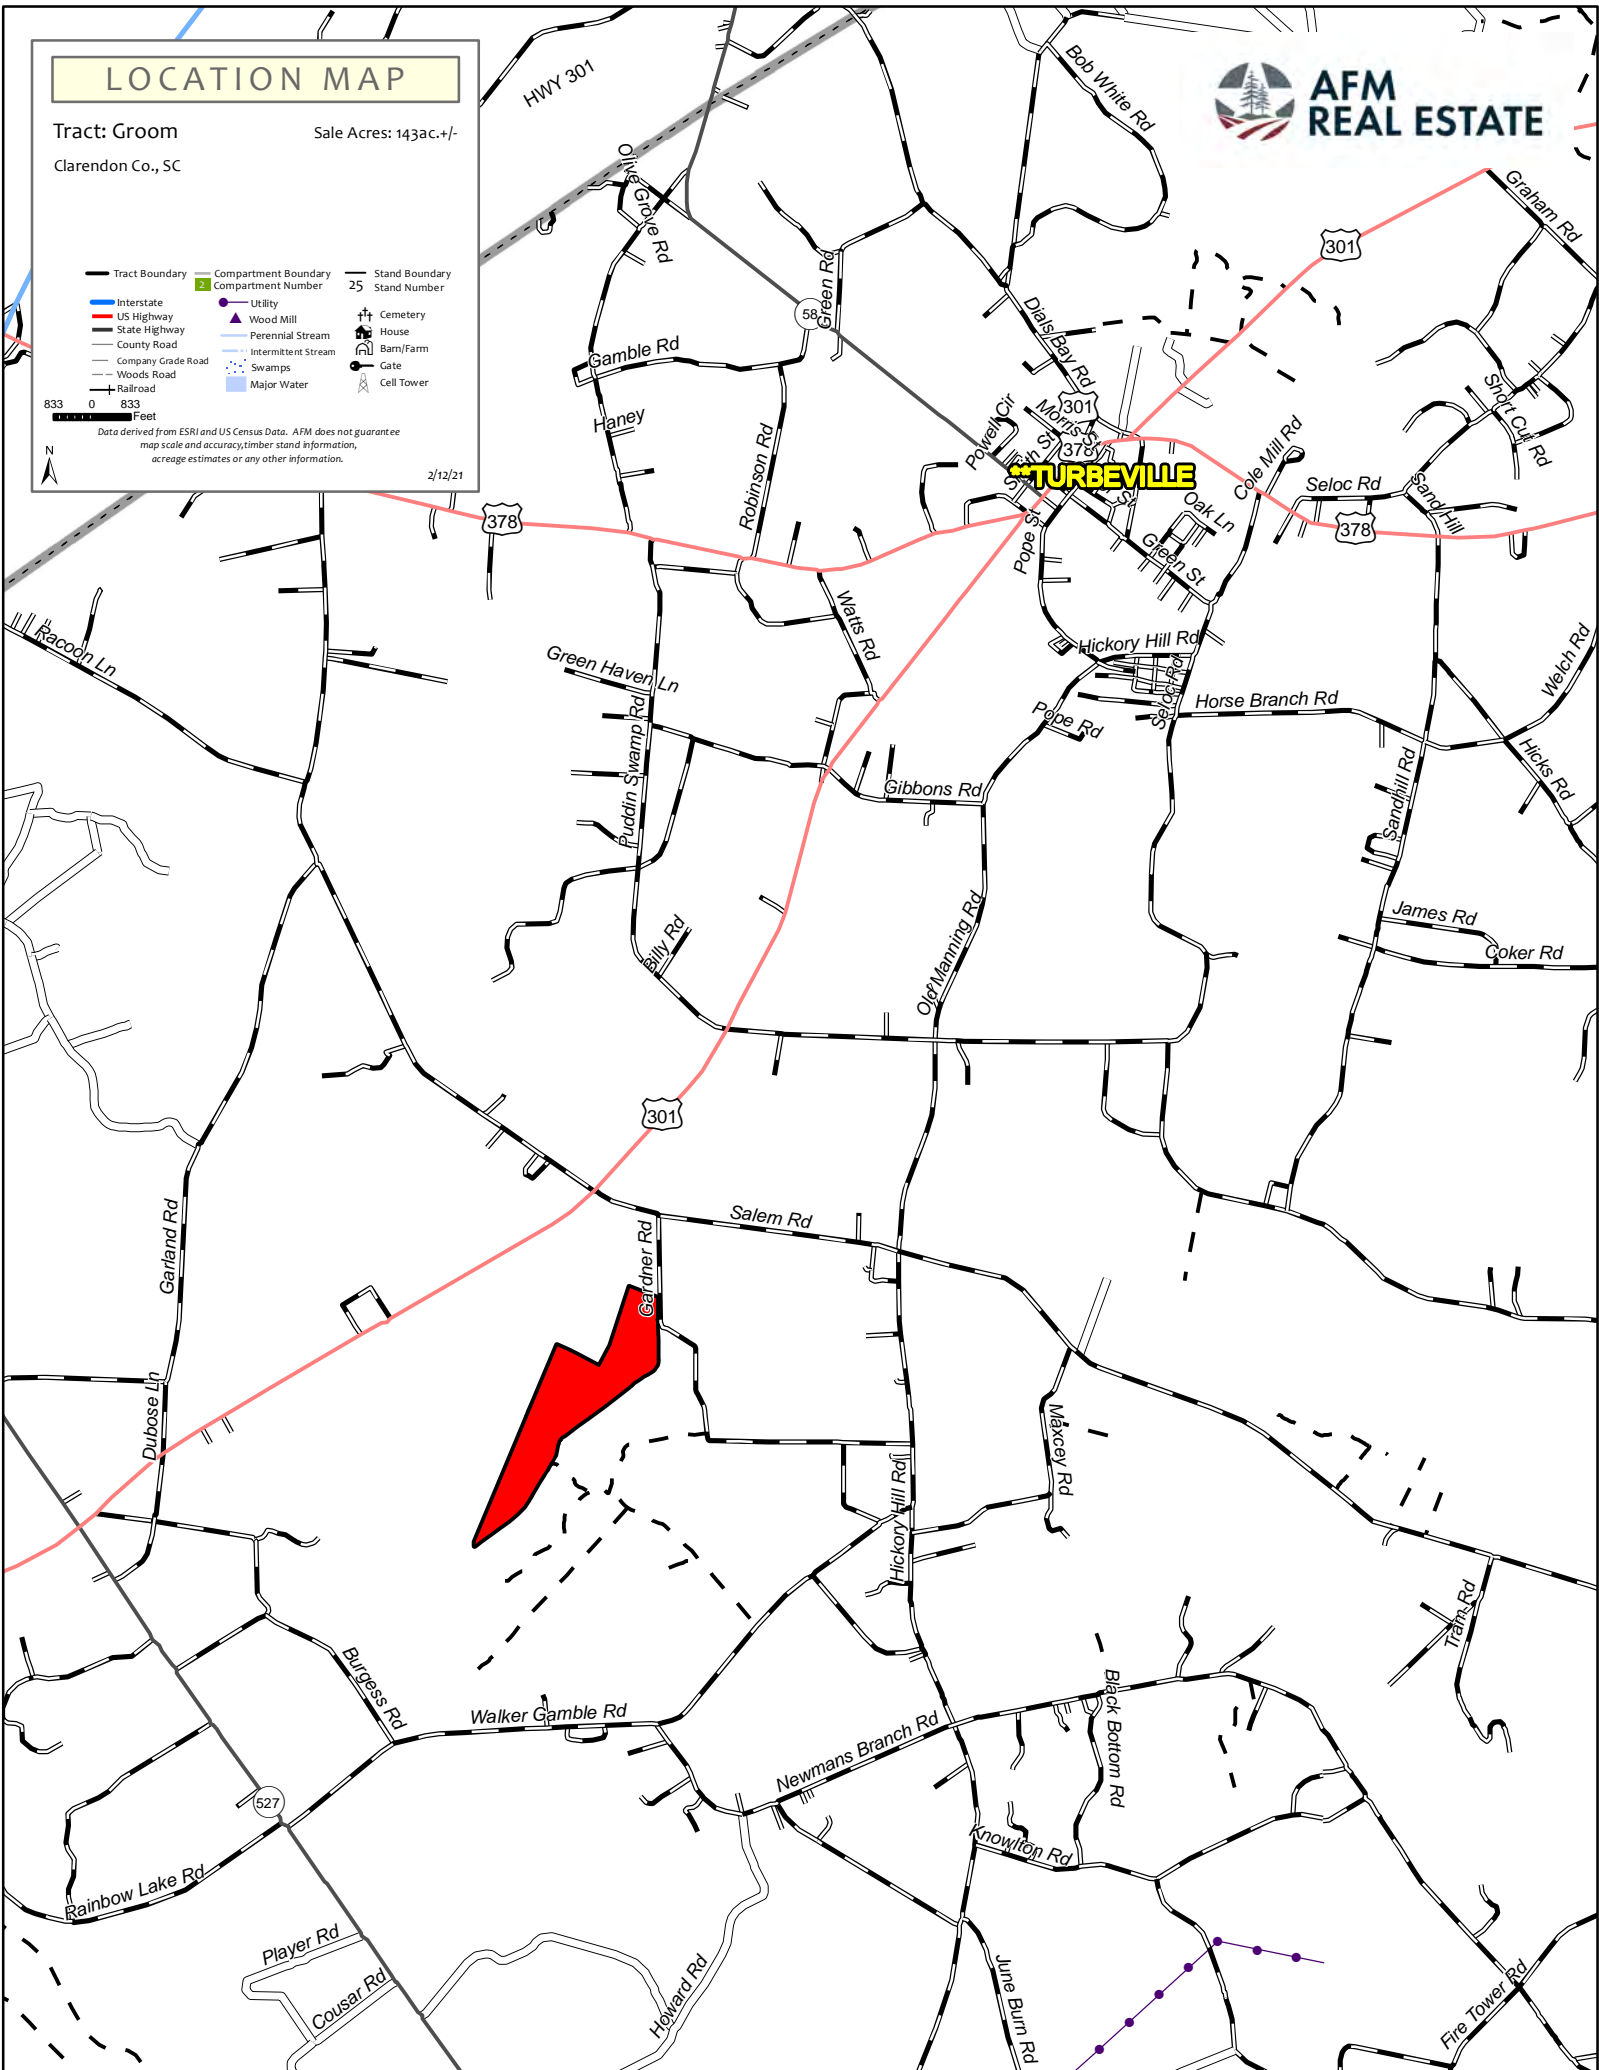 LOCATION MAP
Tract: Groom
Sale Acres: 143ac.+/-
Clarendon Co., SC
Tract Boundary
Compartment Boundary
2 Compartment Number
Stand Boundary
25 Stand Number
Interstate
US Highway
State Highway
County Road
Company Grade Road
Woods Road
Railroad
Utility
Wood Mill
Perennial Stream
Intermittent Stream
Swamps
Major Water
Cemetery
House
Barn/Farm
Gate
Cell Tower
833 0 833
Feet
Data derived from ESRI and US Census Data. AFM does not guarantee
map scale and accuracy,timber stand information,
acreage estimates or any other information.
N
2/12/21
AFM
REAL ESTATE
HWY 301
Bob White Rd
Olive Grove Rd
Graham Rd
301
Green Rd
58
Dials Bay Rd
Gamble Rd
Haney
Robinson Rd
Powell Cir
Morris St
301
378
**TURBEVILLE
Short Cut Rd
Cole Mill Rd
Seloc Rd
Sand Hill
Oak Ln
378
378
Pope St
Green St
Racoon Ln
Watts Rd
Hickory Hill Rd
Welch Rd
Green Haven Ln
Seloc Rd
Horse Branch Rd
Pope Rd
Puddin Swamp Rd
Hicks Rd
Sandhill Rd
Gibbons Rd
Billy Rd
Old Manning Rd
James Rd
Coker Rd
301
Garland Rd
Salem Rd
Gardner Rd
Dubose Ln
Maxcey Rd
Hickory Hill Rd
Tram Rd
Burgess Rd
Walker Gamble Rd
Newmans Branch Rd
Black Bottom Rd
527
Knowlton Rd
Rainbow Lake Rd
Player Rd
Cousar Rd
Howard Rd
June Burn Rd
Fire Tower Rd